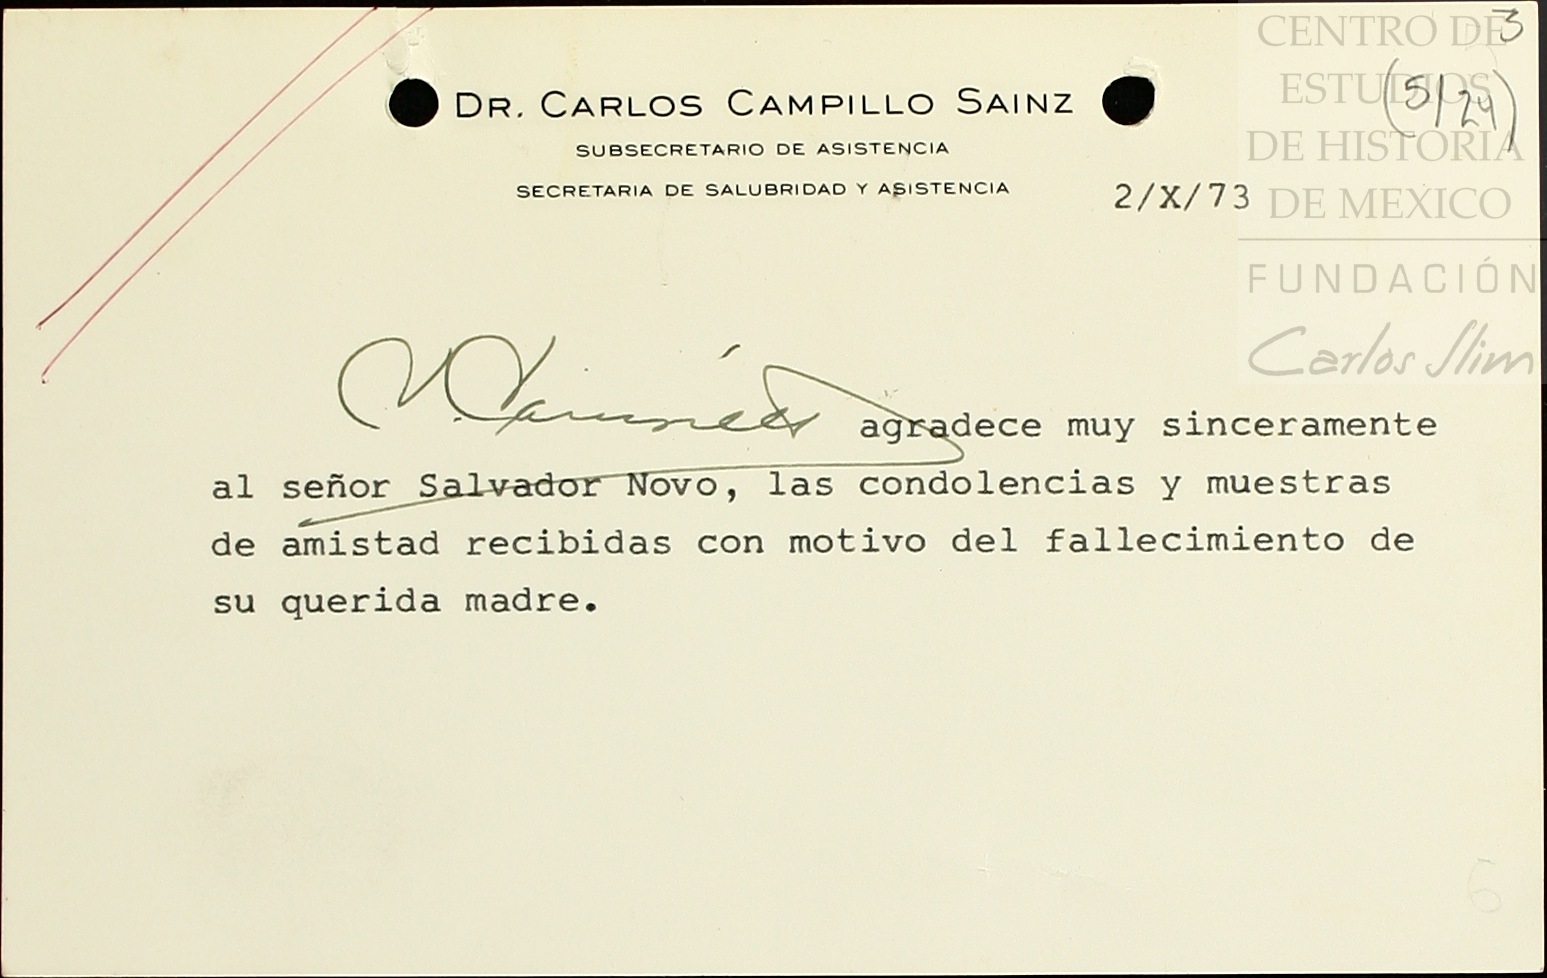 3
(5/24)
DR. CARLOS CAMPILLO SAINZ
SUBSECRETARIO DE ASISTENCIA
SECRETARIA DE SALUBRIDAD Y ASISTENCIA
2/X/73
CENTRO DE
ESTUDIOS
DE HISTORIA
DE MEXICO
FUNDACIÓN
Carlos Slim
agradece muy sinceramente
al señor Salvador Novo, las condolencias y muestras
de amistad recibidas con motivo del fallecimiento de
su querida madre.
6